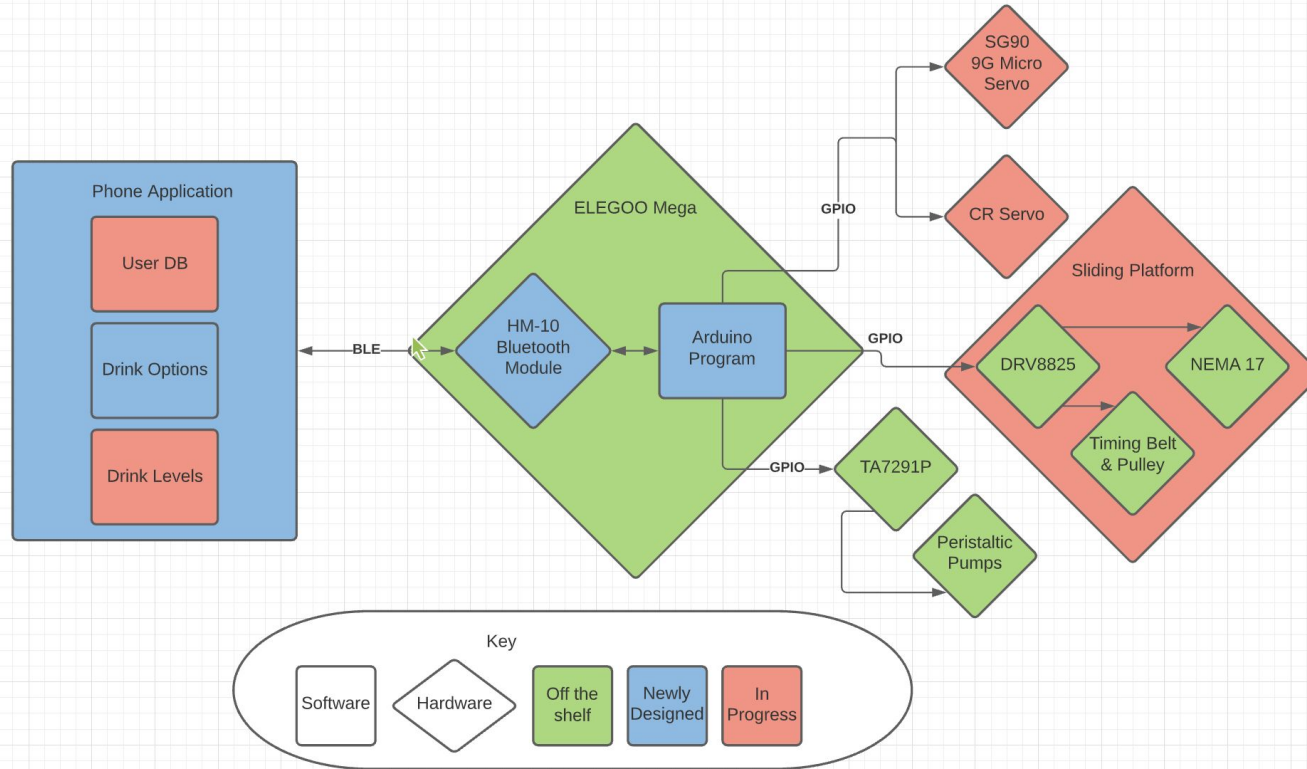 SG90
9G Micro
Servo
Phone Application
ELEGOO Mega
User DB
GPIO
CR Servo
Sliding Platform
HM-10
Bluetooth
Module
Arduino
Program
BLE
GPIO
Drink Options
DRV8825
NEMA 17
Timing Belt
& Pulley
Drink Levels
GPIO
TA7291P
Peristaltic
Pumps
Key
Software
Hardware
Off the
shelf
Newly
Designed
In
Progress